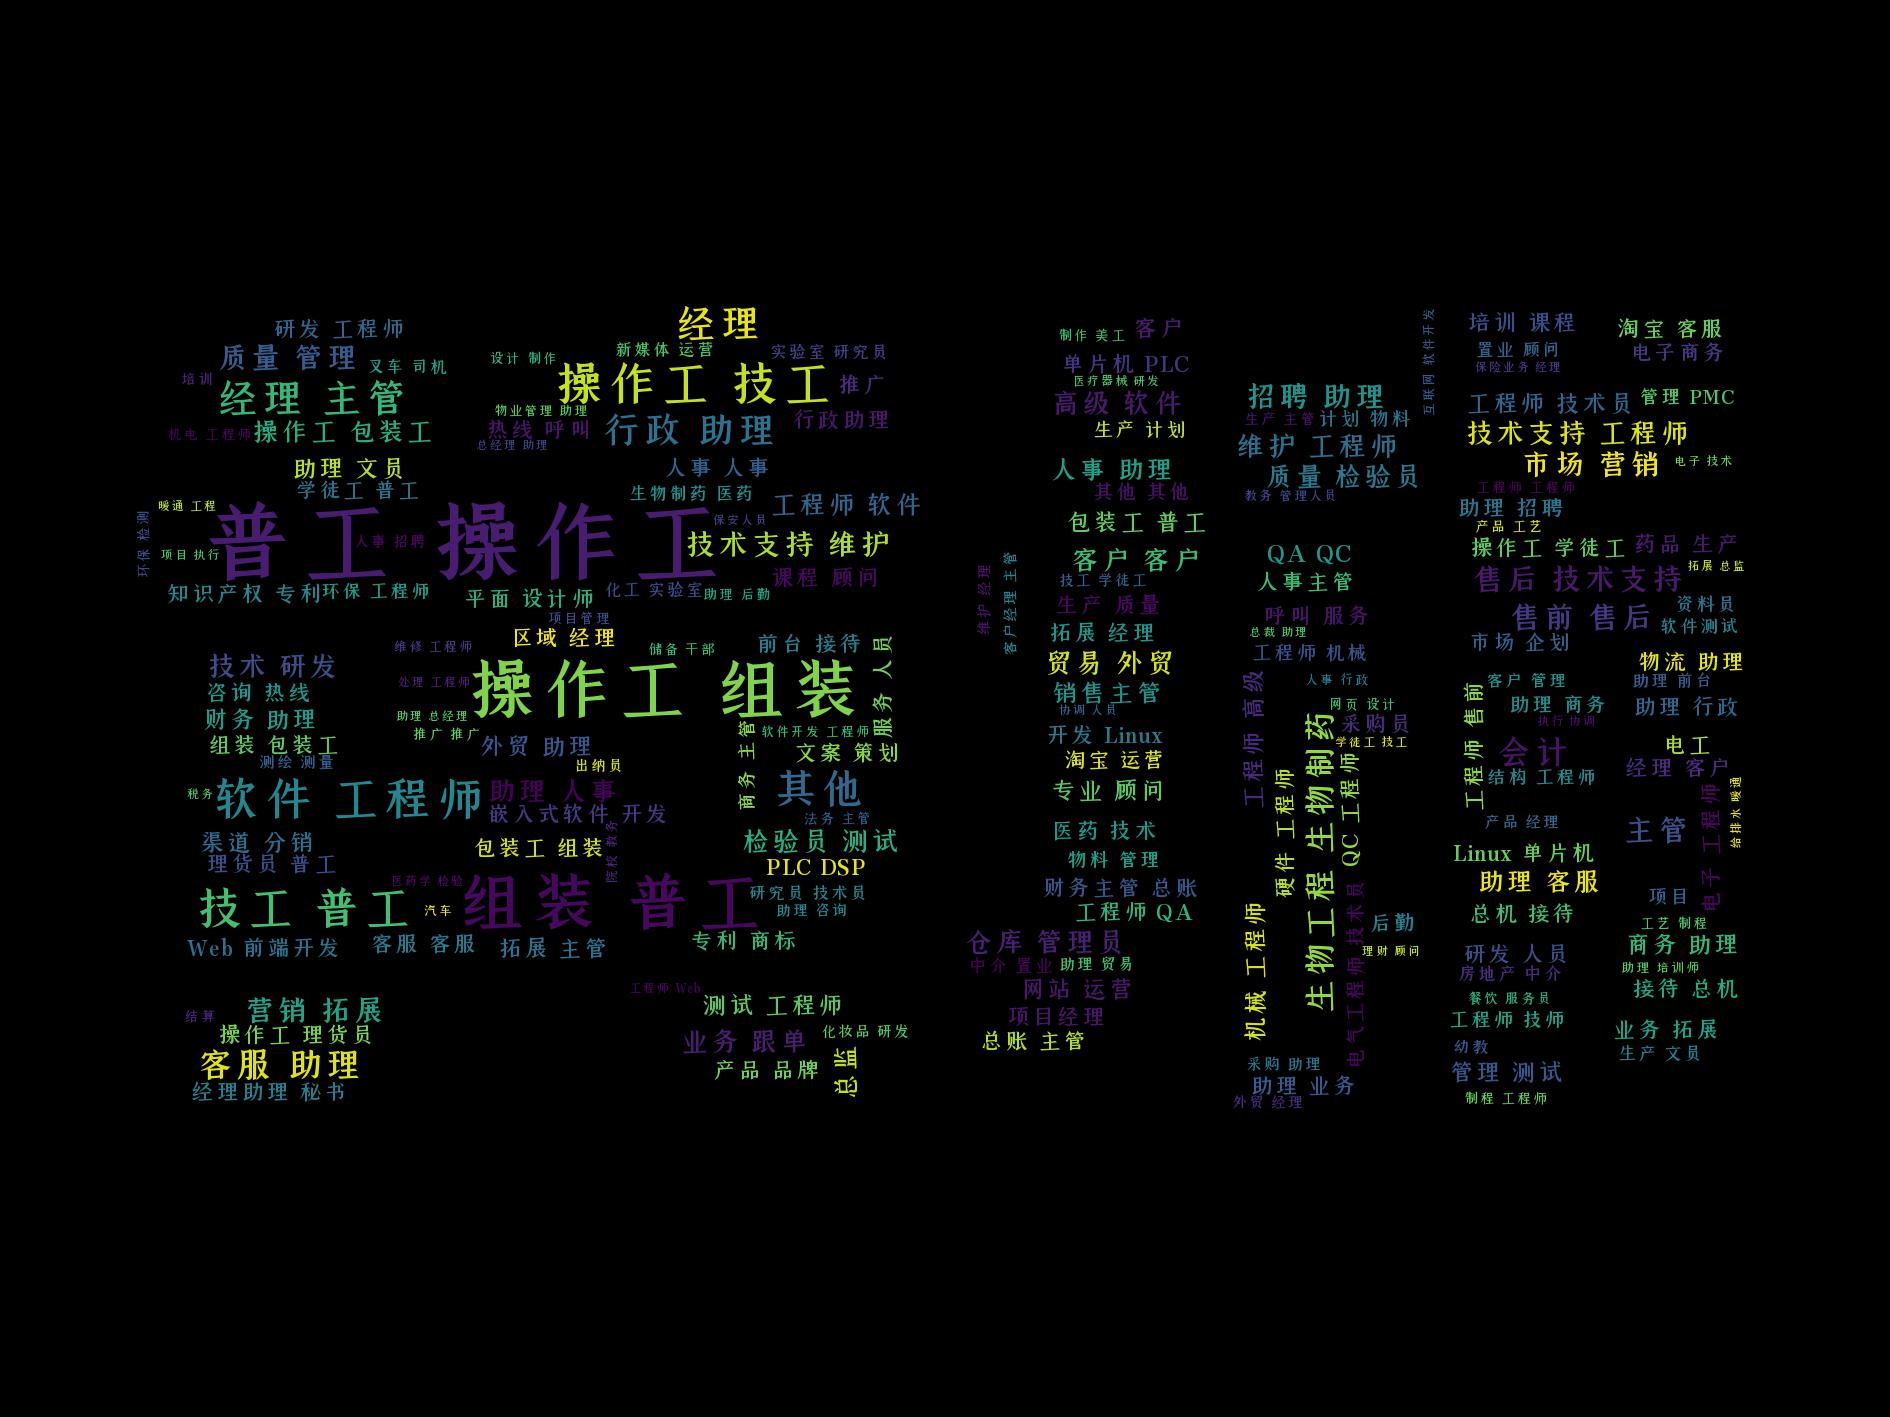 经理
研发 工程师
质量 管理
叉车 司机
培训
经理 主管
机电 工程师
操作工 包装工
设计 制作
新媒体 运营
实验室 研究员
操作工 技工
推广
物业管理 助理
热线 呼叫
总经理 助理
行政 助理
行政助理
助理 文员
学徒工 普工
人事 人事
生物制药 医药
工程师 软件
暖通 工程
环保 检测
项目 执行
普工 操作工
人事 招聘
保安人员
技术支持 维护
课程 顾问
知识产权 专利
环保 工程师
平面 设计师
化工 实验室
助理 后勤
项目管理
区域 经理
维修 工程师
储备 干部
前台 接待
服务 人员
技术 研发
咨询 热线
处理 工程师
操作工 组装
财务 助理
助理 总经理
推广 推广
组装 包装工
测绘 测量
外贸 助理
出纳员
商务 主管
软件开发 工程师
文案 策划
税务
软件 工程师
助理 人事
嵌入式软件 开发
其他
法务 主管
渠道 分销
理货员 普工
包装工 组装
院校 教务
检验员 测试
PLC DSP
医药学 检验
技工 普工
汽车
组装 普工
研究员 技术员
助理 咨询
Web 前端开发
客服 客服
拓展 主管
专利 商标
工程师 Web
结算
营销 拓展
操作工 理货员
客服 助理
经理助理 秘书
测试 工程师
业务 跟单
化妆品 研发
产品 品牌
总监
制作 美工
客户
单片机 PLC
医疗器械 研发
高级 软件
生产 计划
人事 助理
其他 其他
包装工 普工
客户 客户
维护 经理
客户经理 主管
技工 学徒工
生产 质量
拓展 经理
贸易 外贸
销售主管
协调 人员
开发 Linux
淘宝 运营
专业 顾问
医药 技术
物料 管理
财务主管 总账
工程师 QA
仓库 管理员
中介 置业
助理 贸易
网站 运营
项目经理
总账 主管
互联网 软件开发
招聘 助理
生产 主管
计划 物料
维护 工程师
质量 检验员
教务 管理人员
QA QC
人事主管
呼叫 服务
总裁 助理
工程师 机械
人事 行政
工程师 高级
网页 设计
采购员
学徒工 技工
硬件 工程师
生物工程 生物制药
QC 工程师
机械 工程师
电气工程师 技术员
后勤
理财 顾问
采购 助理
助理 业务
外贸 经理
培训 课程
淘宝 客服
置业 顾问
电子商务
保险业务 经理
工程师 技术员
管理 PMC
技术支持 工程师
市场 营销
电子 技术
工程师 工程师
助理 招聘
产品 工艺
操作工 学徒工
药品 生产
售后 技术支持
拓展 总监
售前 售后
资料员
软件测试
市场 企划
物流 助理
客户 管理
助理 前台
工程师 售前
助理 商务
助理 行政
执行 协调
会计
电工
结构 工程师
经理 客户
电子 工程师
给排水 暖通
产品 经理
主管
Linux 单片机
助理 客服
项目
总机 接待
工艺 制程
研发 人员
商务 助理
房地产 中介
助理 培训师
餐饮 服务员
接待 总机
工程师 技师
业务 拓展
幼教
生产 文员
管理 测试
制程 工程师